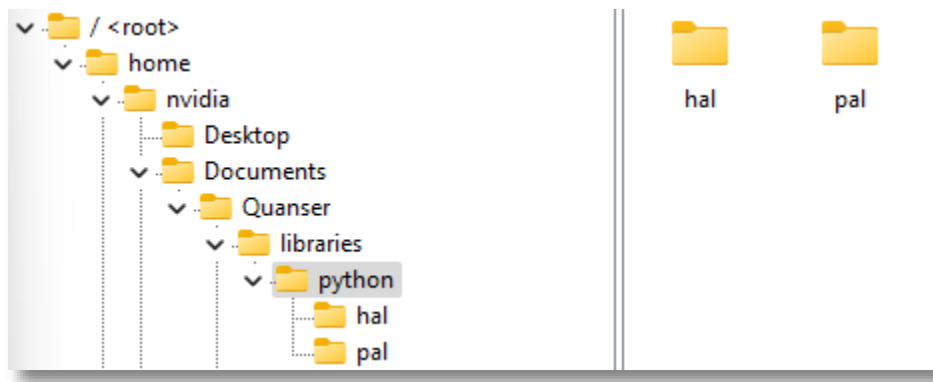 / <root>
home
nvidia
Desktop
Documents
Quanser
libraries
python
hal
pal
hal
pal